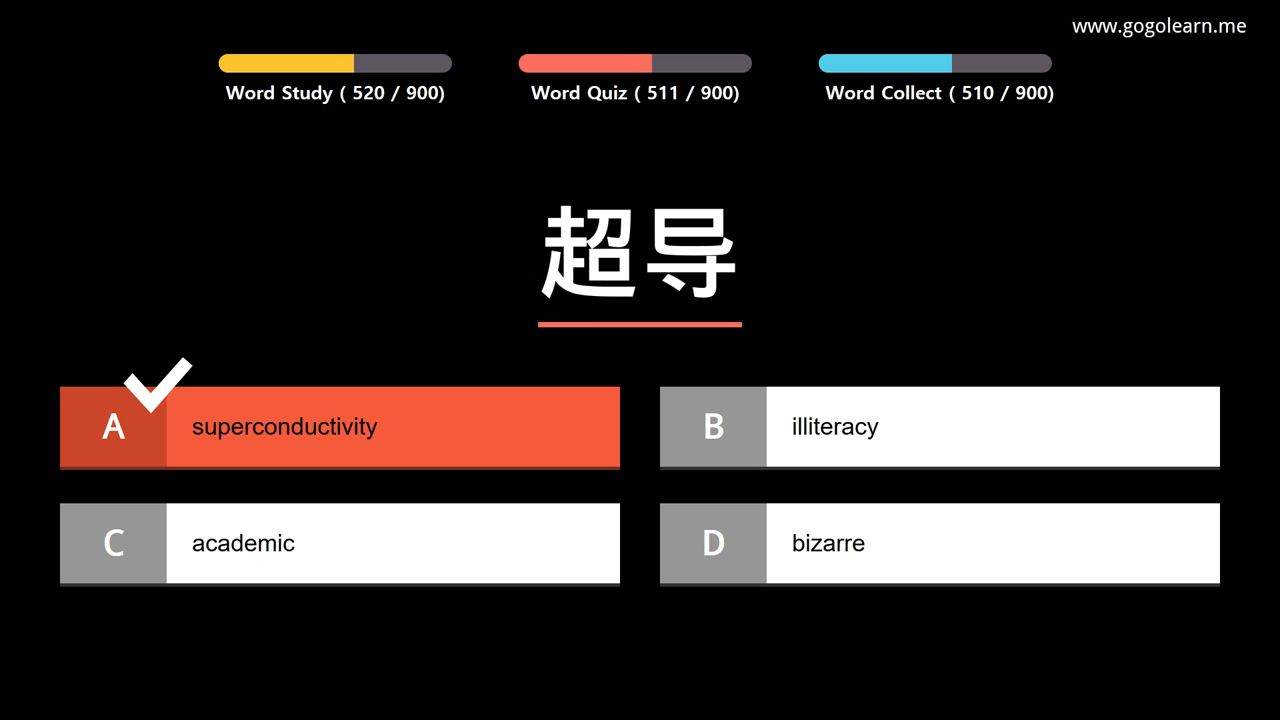 www.gogolearn.me
Word Study ( 520 / 900)
Word Quiz ( 511 / 900)
Word Collect ( 510 / 900)
超导
A superconductivity
B illiteracy
C academic
D bizarre